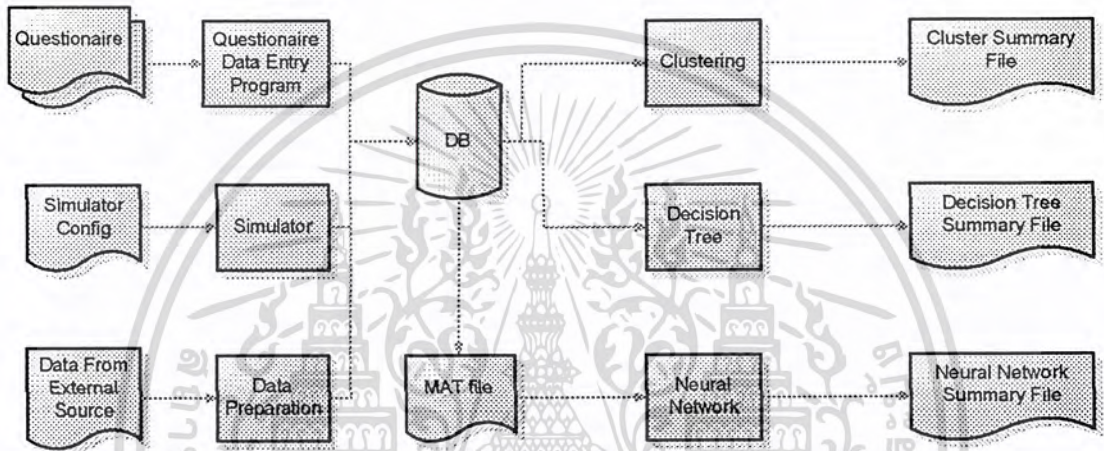 Questionaire
Questionaire
Data Entry
Program
Clustering
Cluster Summary
File
DB
Simulator
Config
Simulator
Decision
Tree
Decision Tree
Summary File
Data From
External
Source
Data
Preparation
MAT file
Neural
Network
Neural Network
Summary File